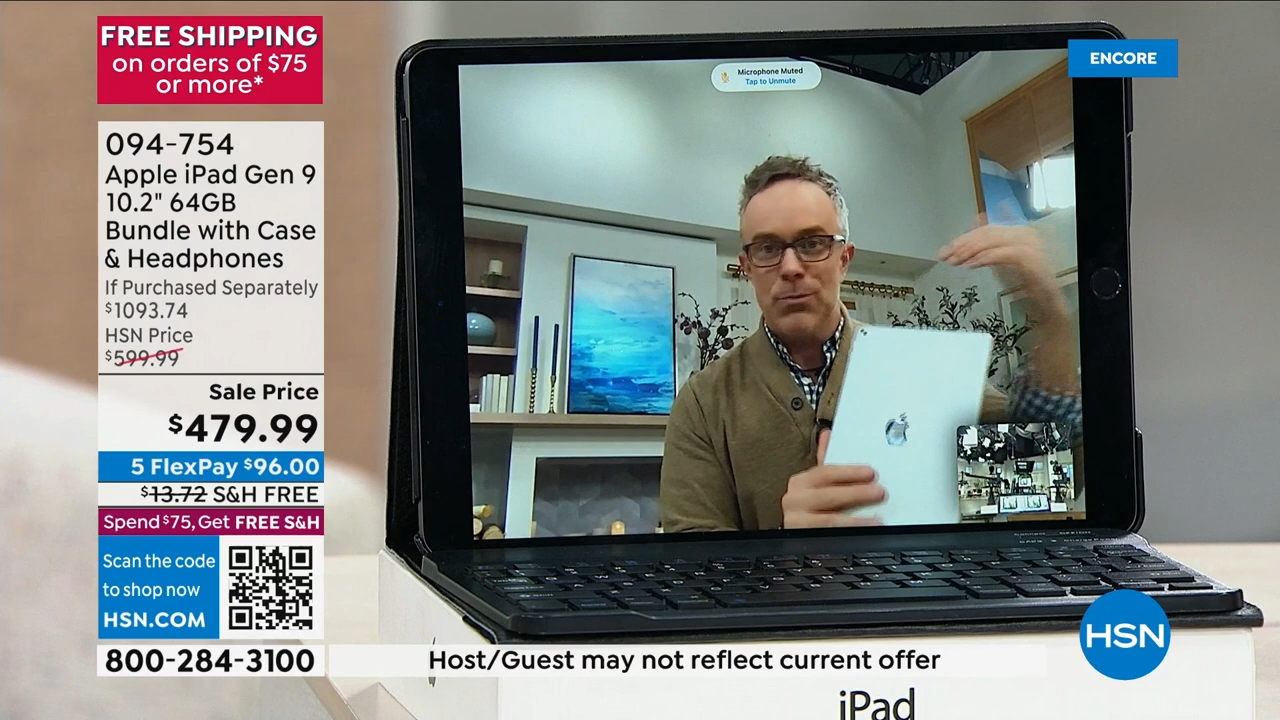 FREE SHIPPING
on orders of $75
or more*
094-754
Apple iPad Gen 9
10.2" 64GB
Bundle with Case
& Headphones
If Purchased Separately
$1093.74
HSN Price
$599.99
Sale Price
$479.99
5 FlexPay $96.00
$13.72 S&H FREE
Spend $75, Get FREE S&H
Scan the code
to shop now
HSN.COM
800-284-3100
Host/Guest may not reflect current offer
ENCORE
Microphone Muted
Tap to Unmute
HSN
iPad